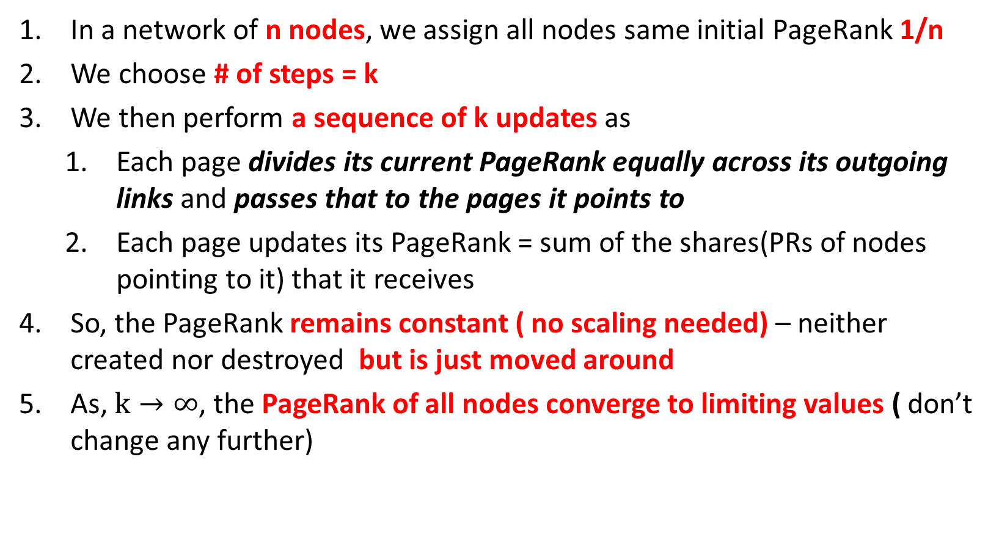 1. In a network of n nodes, we assign all nodes same initial PageRank 1/n
2. We choose # of steps = k
3. We then perform a sequence of k updates as
1. Each page divides its current PageRank equally across its outgoing
links and passes that to the pages it points to
2. Each page updates its PageRank = sum of the shares(PRs of nodes
pointing to it) that it receives
4. So, the PageRank remains constant ( no scaling needed) – neither
created nor destroyed  but is just moved around
5. As, k → ∞, the PageRank of all nodes converge to limiting values ( don’t
change any further)